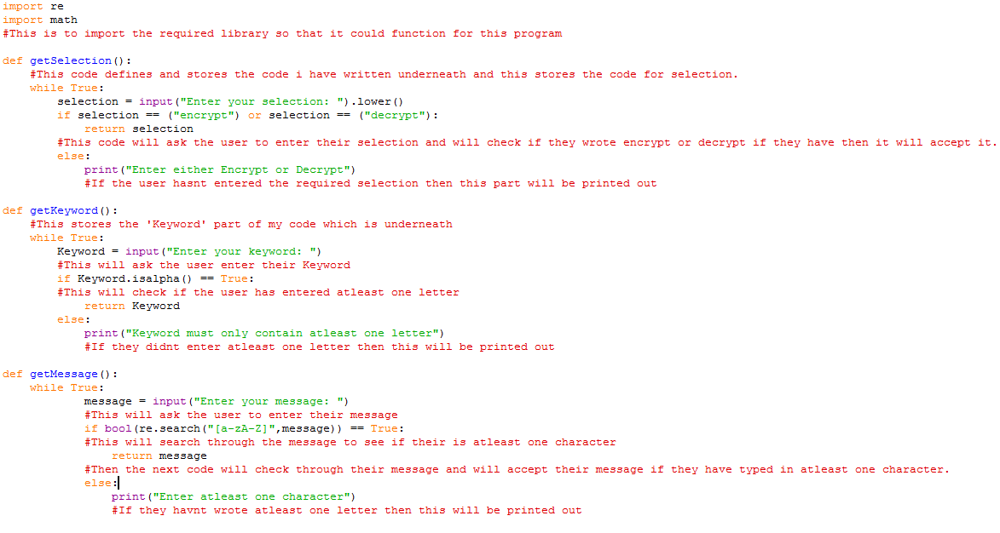 import re
import math
#This is to import the required library so that it could function for this program

def getSelection():
    #This code defines and stores the code i have written underneath and this stores the code for selection.
    while True:
        selection = input("Enter your selection: ").lower()
        if selection == ("encrypt") or selection == ("decrypt"):
            return selection
        #This code will ask the user to enter their selection and will check if they wrote encrypt or decrypt if they have then it will accept it.
        else:
            print("Enter either Encrypt or Decrypt")
            #If the user hasnt entered the required selection then this part will be printed out

def getKeyword():
    #This stores the 'Keyword' part of my code which is underneath
    while True:
        Keyword = input("Enter your keyword: ")
        #This will ask the user enter their Keyword
        if Keyword.isalpha() == True:
        #This will check if the user has entered atleast one letter
            return Keyword
        else:
            print("Keyword must only contain atleast one letter")
            #If they didnt enter atleast one letter then this will be printed out

def getMessage():
    while True:
            message = input("Enter your message: ")
            #This will ask the user to enter their message
            if bool(re.search("[a-zA-Z]",message)) == True:
            #This will search through the message to see if their is atleast one character
                return message
            #Then the next code will check through their message and will accept their message if they have typed in atleast one character.
            else:
                print("Enter atleast one character")
                #If they havnt wrote atleast one letter then this will be printed out